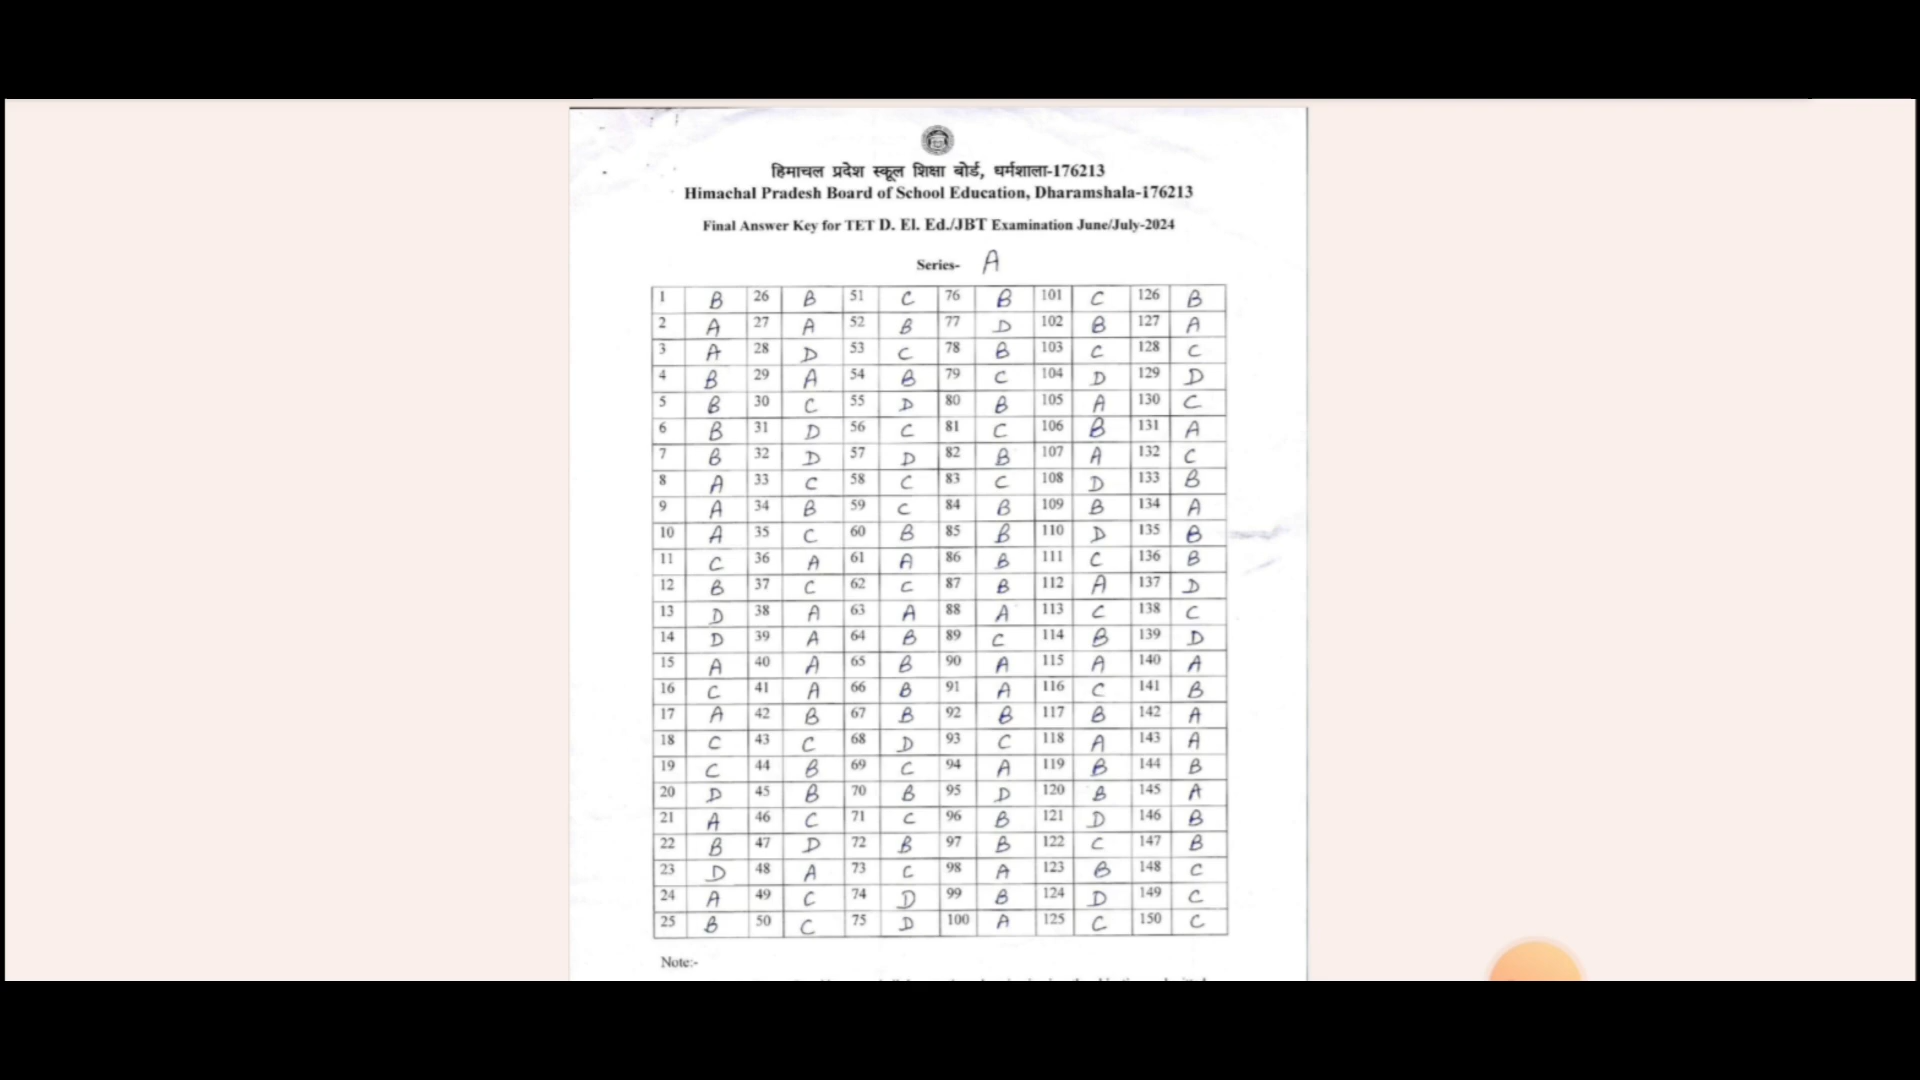 हिमाचल प्रदेश स्कूल शिक्षा बोर्ड, धर्मशाला-176213
Himachal Pradesh Board of School Education, Dharamshala-176213
Final Answer Key for TET D. El. Ed./JBT Examination June/July-2024
Series- A
1 B 26 B 51 C 76 B 101 C 126 B
2 A 27 A 52 B 77 D 102 B 127 A
3 A 28 D 53 C 78 B 103 C 128 C
4 B 29 A 54 B 79 C 104 D 129 D
5 B 30 C 55 D 80 B 105 A 130 C
6 B 31 D 56 C 81 C 106 B 131 A
7 B 32 D 57 D 82 B 107 A 132 C
8 A 33 C 58 C 83 C 108 D 133 B
9 A 34 B 59 C 84 B 109 B 134 A
10 A 35 C 60 B 85 B 110 D 135 B
11 C 36 A 61 A 86 B 111 C 136 B
12 B 37 C 62 C 87 B 112 A 137 D
13 D 38 A 63 A 88 A 113 C 138 C
14 D 39 A 64 B 89 C 114 B 139 D
15 A 40 A 65 B 90 A 115 A 140 A
16 C 41 A 66 B 91 A 116 C 141 B
17 A 42 B 67 B 92 B 117 B 142 A
18 C 43 C 68 D 93 C 118 A 143 A
19 C 44 B 69 C 94 A 119 B 144 B
20 D 45 B 70 B 95 D 120 B 145 A
21 A 46 C 71 C 96 B 121 D 146 B
22 B 47 D 72 B 97 B 122 C 147 B
23 D 48 A 73 C 98 A 123 B 148 C
24 A 49 C 74 D 99 B 124 D 149 C
25 B 50 C 75 D 100 A 125 C 150 C
Note:-